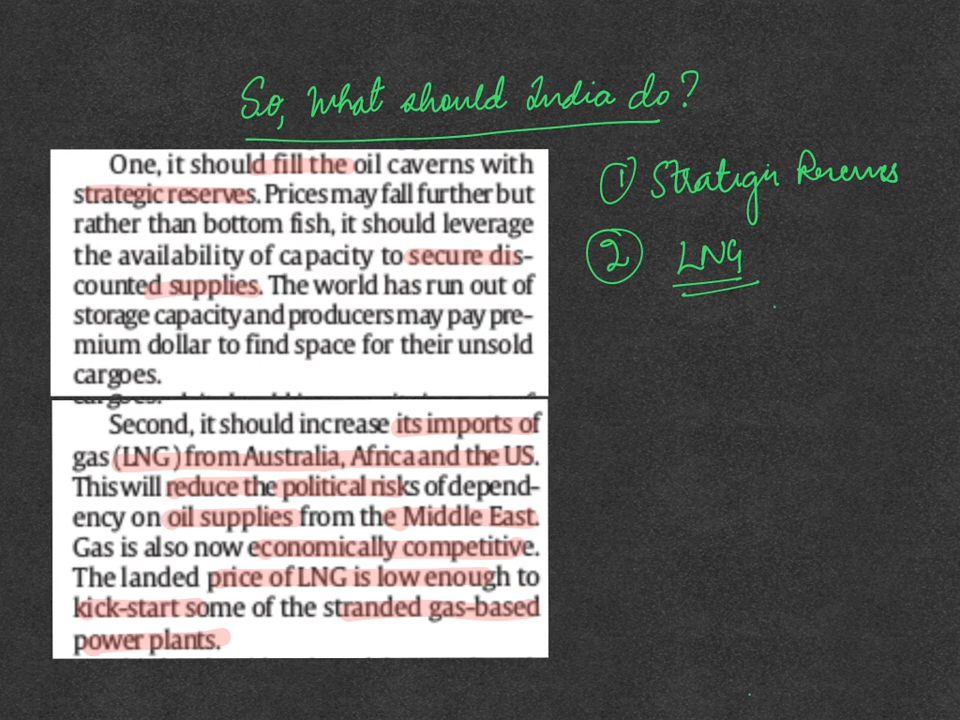 So, What should India do?
One, it should fill the oil caverns with
strategic reserves. Prices may fall further but
rather than bottom fish, it should leverage
the availability of capacity to secure dis-
counted supplies. The world has run out of
storage capacity and producers may pay pre-
mium dollar to find space for their unsold
cargoes.
Second, it should increase its imports of
gas (LNG) from Australia, Africa and the US.
This will reduce the political risks of depend-
ency on oil supplies from the Middle East.
Gas is also now economically competitive.
The landed price of LNG is low enough to
kick-start some of the stranded gas-based
power plants.
① Strategic Reserves
② LNG